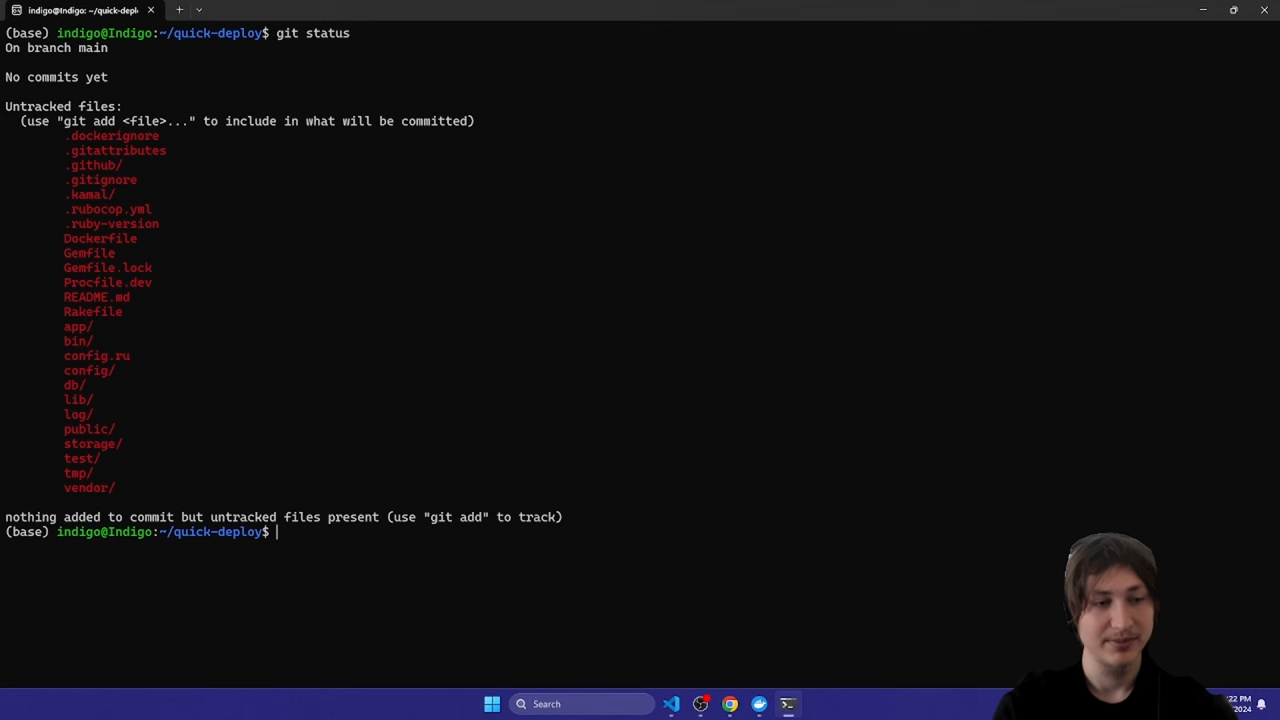 indigo@Indigo: ~/quick-depl
(base) indigo@Indigo:~/quick-deploy$ git status
On branch main
No commits yet
Untracked files:
(use "git add <file>..." to include in what will be committed)
.dockerignore
.gitattributes
.github/
.gitignore
.kamal/
.rubocop.yml
.ruby-version
Dockerfile
Gemfile
Gemfile.lock
Procfile.dev
README.md
Rakefile
app/
bin/
config.ru
config/
db/
lib/
log/
public/
storage/
test/
tmp/
vendor/
nothing added to commit but untracked files present (use "git add" to track)
(base) indigo@Indigo:~/quick-deploy$
Search
:22 PM
2024